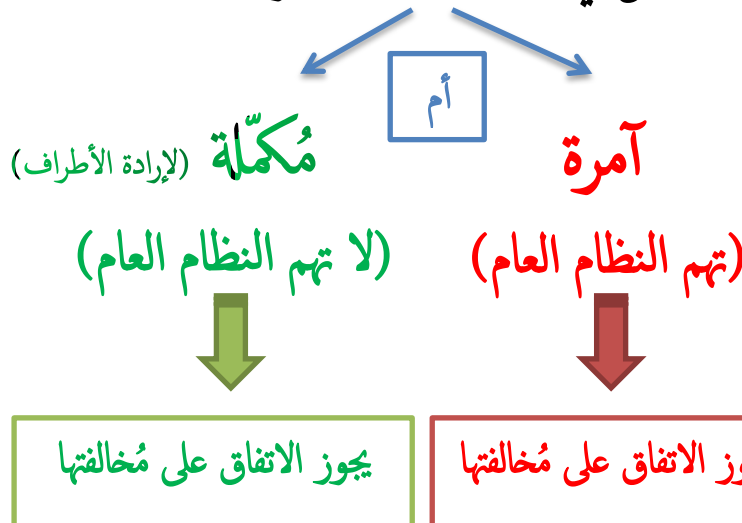 أم
آمرة
مُكمّلة (لإرادة الأطراف)
(تهم النظام العام)
(لا تهم النظام العام)
الاتفاق على مُخالفتها
يجوز الاتفاق على مُخالفتها